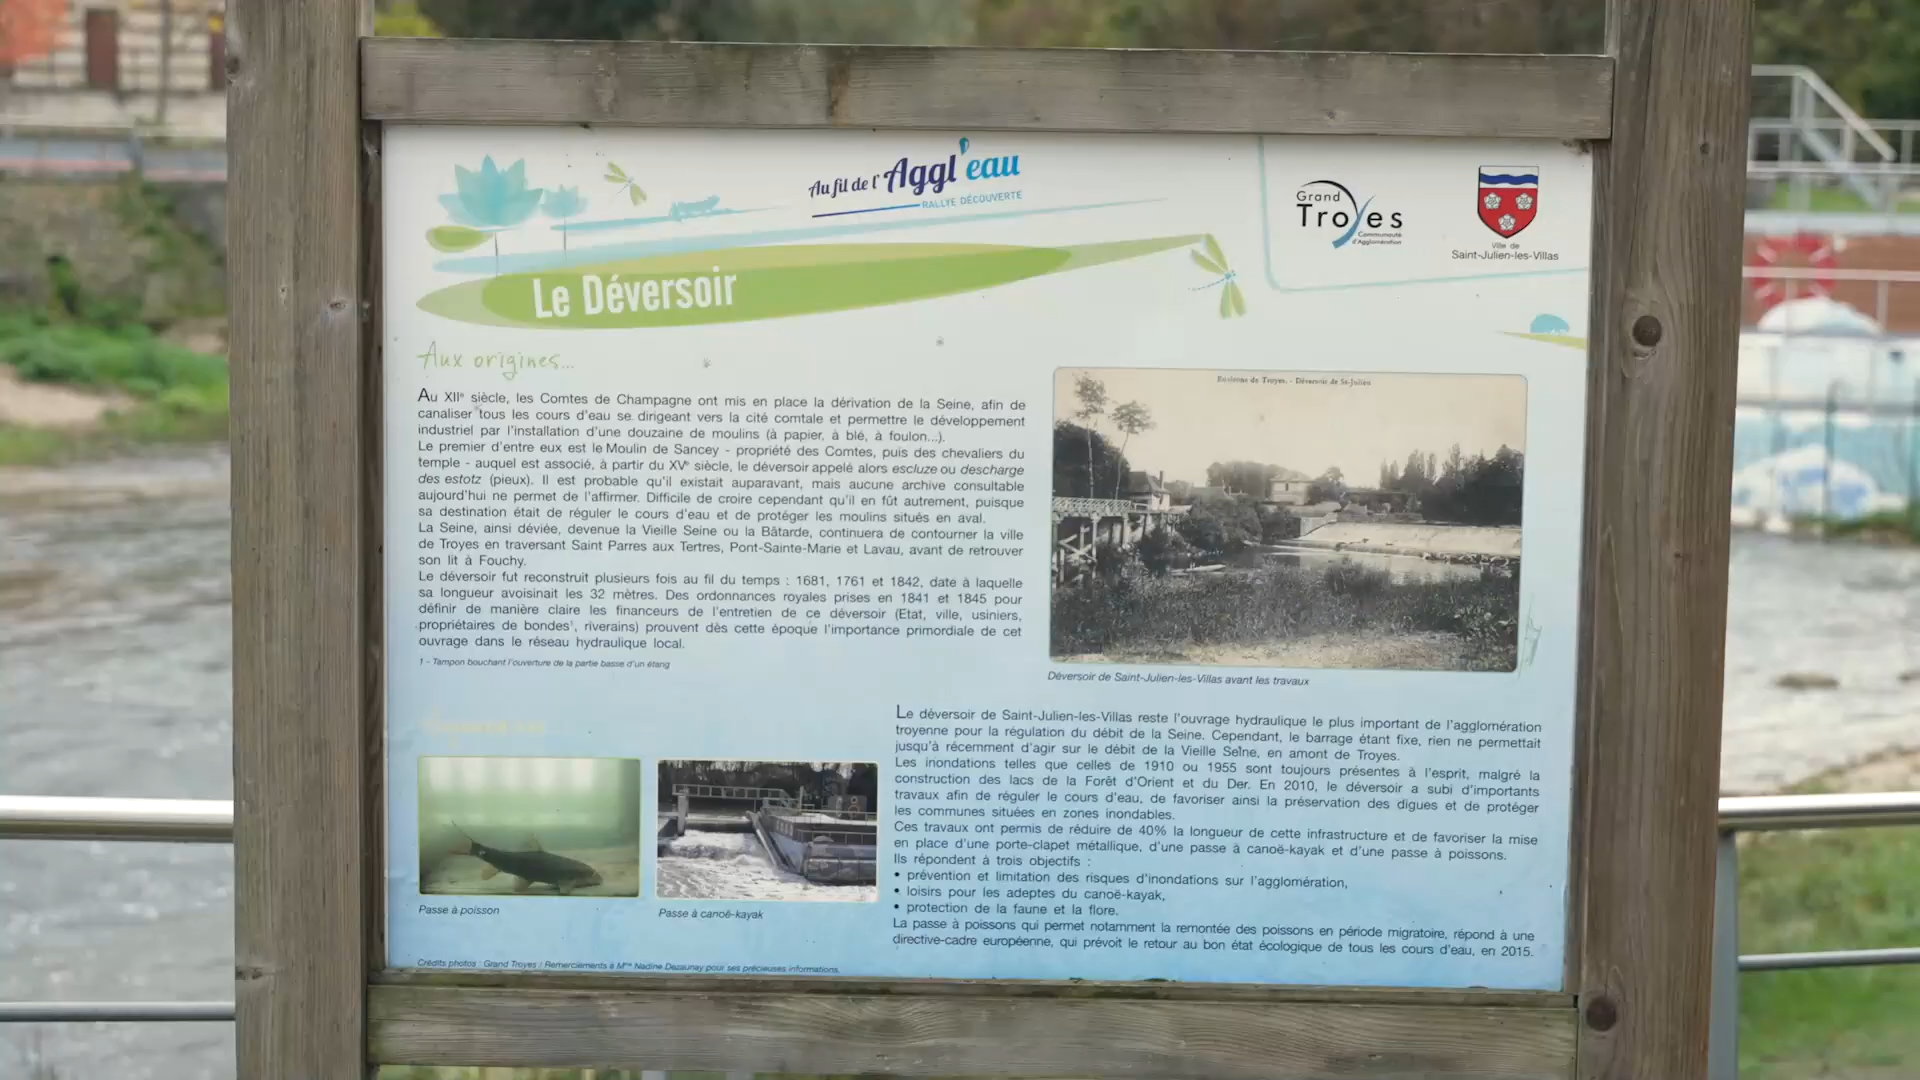 Au fil de l'Aggl'eau
RALLYE DÉCOUVERTE
Grand
Troyes
Communauté
d'Agglomération
Ville de
Saint-Julien-les-Villas
Le Déversoir
Aux origines...
Au XIIe siècle, les Comtes de Champagne ont mis en place la dérivation de la Seine, afin de
canaliser tous les cours d'eau se dirigeant vers la cité comtale et permettre le développement
industriel par l'installation d'une douzaine de moulins (à papier, à blé, à foulon...).
Le premier d'entre eux est le Moulin de Sancey - propriété des Comtes, puis des chevaliers du
temple - auquel est associé, à partir du XVe siècle, le déversoir appelé alors escluze ou descharge
des estotz (pieux). Il est probable qu'il existait auparavant, mais aucune archive consultable
aujourd'hui ne permet de l'affirmer. Difficile de croire cependant qu'il en fût autrement, puisque
sa destination était de réguler le cours d'eau et de protéger les moulins situés en aval.
La Seine, ainsi déviée, devenue la Vieille Seine ou la Bâtarde, continuera de contourner la ville
de Troyes en traversant Saint Parres aux Tertres, Pont-Sainte-Marie et Lavau, avant de retrouver
son lit à Fouchy.
Le déversoir fut reconstruit plusieurs fois au fil du temps : 1681, 1761 et 1842, date à laquelle
sa longueur avoisinait les 32 mètres. Des ordonnances royales prises en 1841 et 1845 pour
définir de manière claire les financeurs de l'entretien de ce déversoir (Etat, ville, usiniers,
propriétaires de bondes¹, riverains) prouvent dès cette époque l'importance primordiale de cet
ouvrage dans le réseau hydraulique local.
1 - Tampon bouchant l'ouverture de la partie basse d'un étang
Environs de Troyes. - Déversoir de St-Julien
Déversoir de Saint-Julien-les-Villas avant les travaux
Passe à poisson
Passe à canoë-kayak
Le déversoir de Saint-Julien-les-Villas reste l'ouvrage hydraulique le plus important de l'agglomération
troyenne pour la régulation du débit de la Seine. Cependant, le barrage étant fixe, rien ne permettait
jusqu'à récemment d'agir sur le débit de la Vieille Seine, en amont de Troyes.
Les inondations telles que celles de 1910 ou 1955 sont toujours présentes à l'esprit, malgré la
construction des lacs de la Forêt d'Orient et du Der. En 2010, le déversoir a subi d'importants
travaux afin de réguler le cours d'eau, de favoriser ainsi la préservation des digues et de protéger
les communes situées en zones inondables.
Ces travaux ont permis de réduire de 40% la longueur de cette infrastructure et de favoriser la mise
en place d'une porte-clapet métallique, d'une passe à canoë-kayak et d'une passe à poissons.
Ils répondent à trois objectifs :
• prévention et limitation des risques d'inondations sur l'agglomération,
• loisirs pour les adeptes du canoë-kayak,
• protection de la faune et la flore.
La passe à poissons qui permet notamment la remontée des poissons en période migratoire, répond à une
directive-cadre européenne, qui prévoit le retour au bon état écologique de tous les cours d'eau, en 2015.
Crédits photos : Grand Troyes / Remerciements à Mme Nadine Dezaunay pour ses précieuses informations.